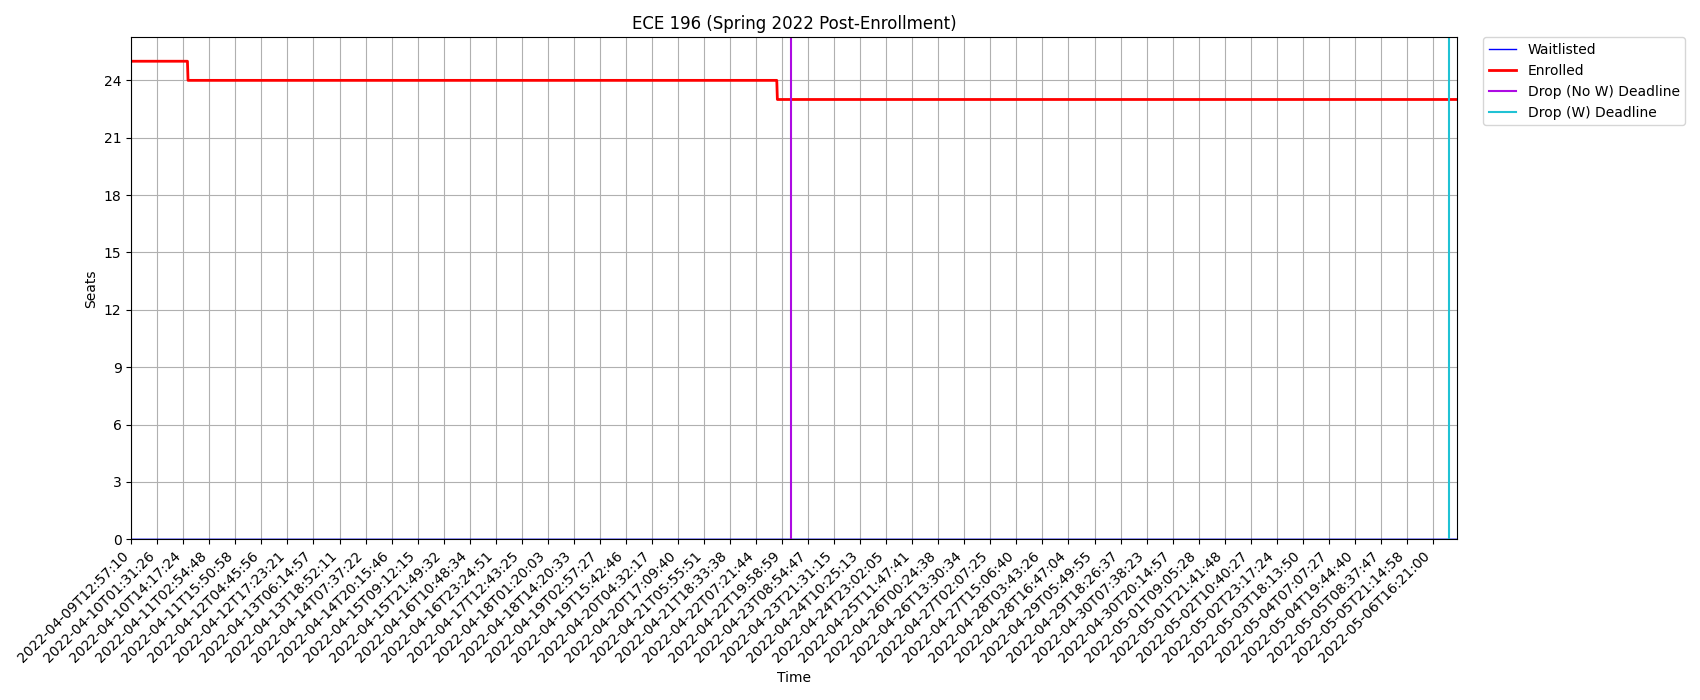 ECE 196 (Spring 2022 Post-Enrollment)
Waitlisted
Enrolled
Drop (No W) Deadline
Drop (W) Deadline
Seats
24
21
18
15
12
9
6
3
0
2022-04-09T12:57:10
2022-04-10T01:31:26
2022-04-10T14:17:24
2022-04-11T02:54:48
2022-04-11T15:50:58
2022-04-12T04:45:56
2022-04-12T17:23:21
2022-04-13T06:14:57
2022-04-13T18:52:11
2022-04-14T07:37:22
2022-04-14T20:15:46
2022-04-15T09:12:15
2022-04-15T21:49:32
2022-04-16T10:48:34
2022-04-16T23:24:51
2022-04-17T12:43:25
2022-04-18T01:20:03
2022-04-18T14:20:33
2022-04-19T02:57:27
2022-04-19T15:42:46
2022-04-20T04:32:17
2022-04-20T17:09:40
2022-04-21T05:55:51
2022-04-21T18:33:38
2022-04-22T07:21:44
2022-04-22T19:58:59
2022-04-23T08:54:47
2022-04-23T21:31:15
2022-04-24T10:25:13
2022-04-24T23:02:05
2022-04-25T11:47:41
2022-04-26T00:24:38
2022-04-26T13:30:34
2022-04-27T02:07:25
2022-04-27T15:06:40
2022-04-28T03:43:26
2022-04-28T16:47:04
2022-04-29T05:49:55
2022-04-29T18:26:37
2022-04-30T07:38:23
2022-04-30T20:14:57
2022-05-01T09:05:28
2022-05-01T21:41:48
2022-05-02T10:40:27
2022-05-02T23:17:24
2022-05-03T18:13:50
2022-05-04T07:07:27
2022-05-04T19:44:40
2022-05-05T08:37:47
2022-05-05T21:14:58
2022-05-06T16:21:00
Time